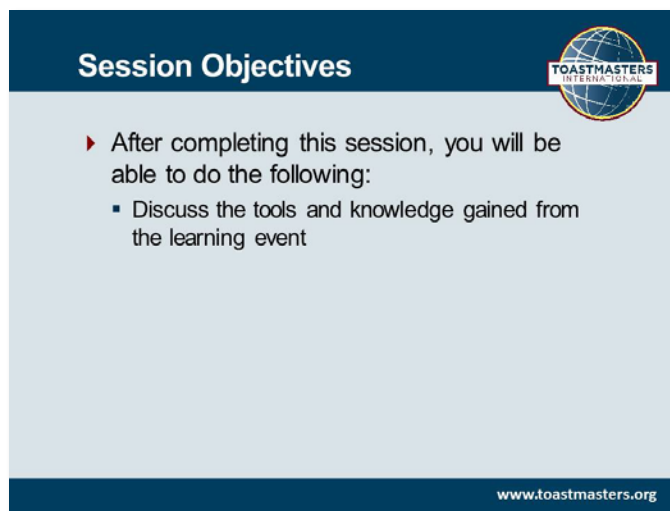 Session Objectives
TOASTMASTERS
INTERNATIONAL
After completing this session, you will be
able to do the following:
Discuss the tools and knowledge gained from
the learning event
www.toastmasters.org